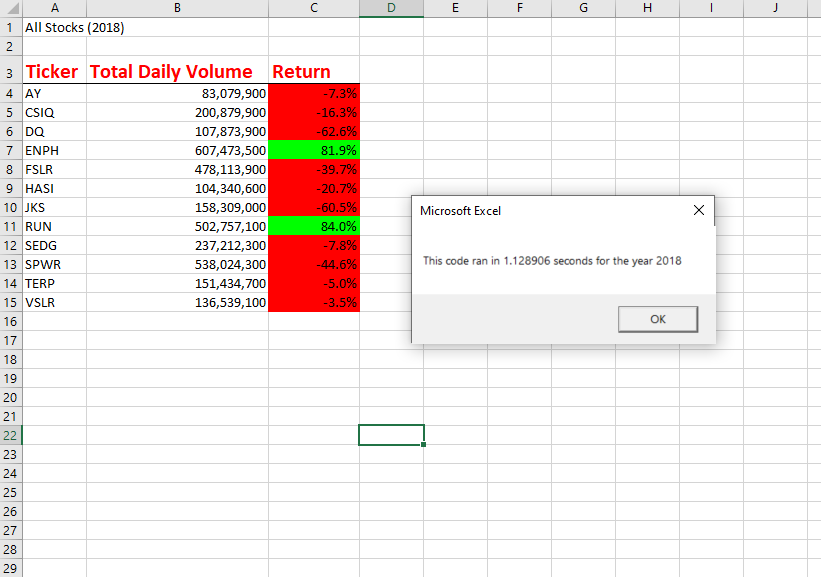 A B C D E F G H I J
1 All Stocks (2018)
2
3 Ticker Total Daily Volume Return
4 AY 83,079,900 -7.3%
5 CSIQ 200,879,900 -16.3%
6 DQ 107,873,900 -62.6%
7 ENPH 607,473,500 81.9%
8 FSLR 478,113,900 -39.7%
9 HASI 104,340,600 -20.7%
10 JKS 158,309,000 -60.5%
11 RUN 502,757,100 84.0%
12 SEDG 237,212,300 -7.8%
13 SPWR 538,024,300 -44.6%
14 TERP 151,434,700 -5.0%
15 VSLR 136,539,100 -3.5%
16
17
18
19
20
21
22
23
24
25
26
27
28
29
Microsoft Excel
This code ran in 1.128906 seconds for the year 2018
OK